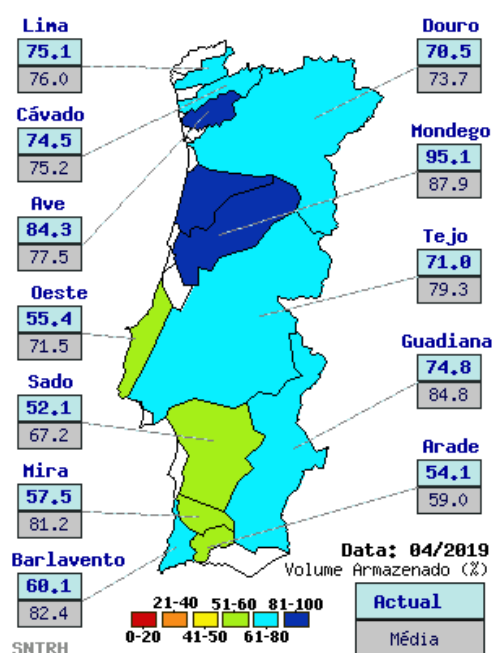 Lima
75.1
76.0
Cávado
74.5
75.2
Ave
84.3
77.5
Oeste
55.4
71.5
Sado
52.1
67.2
Mira
57.5
81.2
Barlavento
60.1
82.4
Douro
70.5
73.7
Mondego
95.1
87.9
Tejo
71.0
79.3
Guadiana
74.8
84.8
Arade
54.1
59.0
Data: 04/2019
Volume Armazenado (%)
Actual
Média
21-40 51-60 81-100
0-20 41-50 61-80
SNTRH